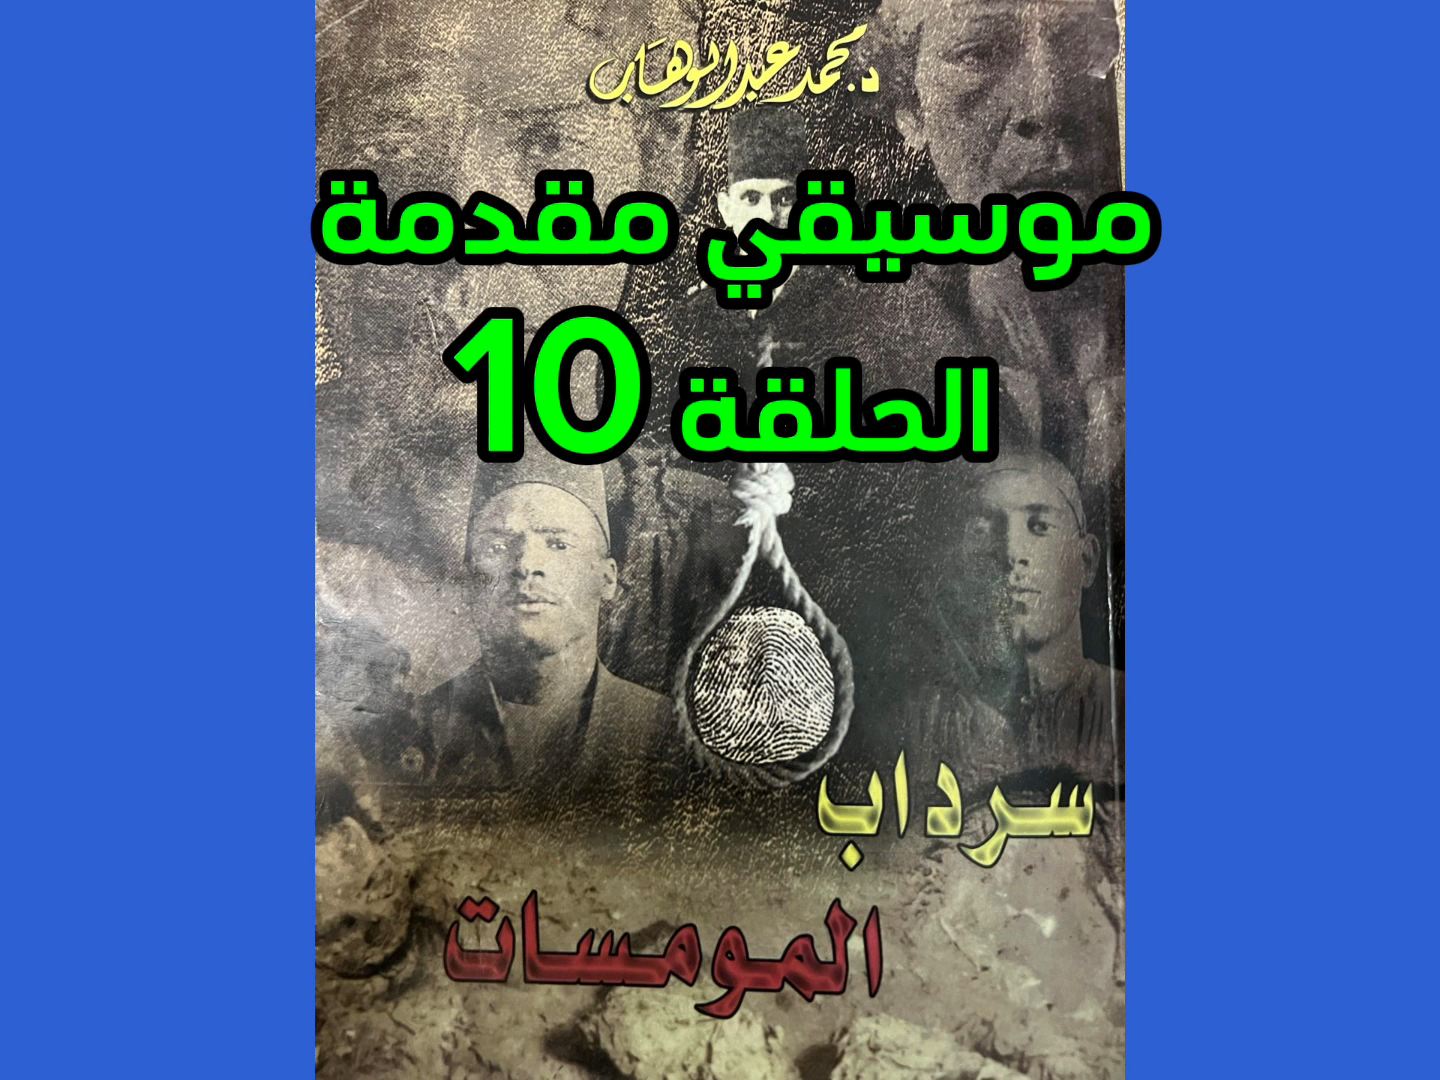 د. محمد عبد الوهاب
موسيقي مقدمة
الحلقة 10
سرداب
المومسات